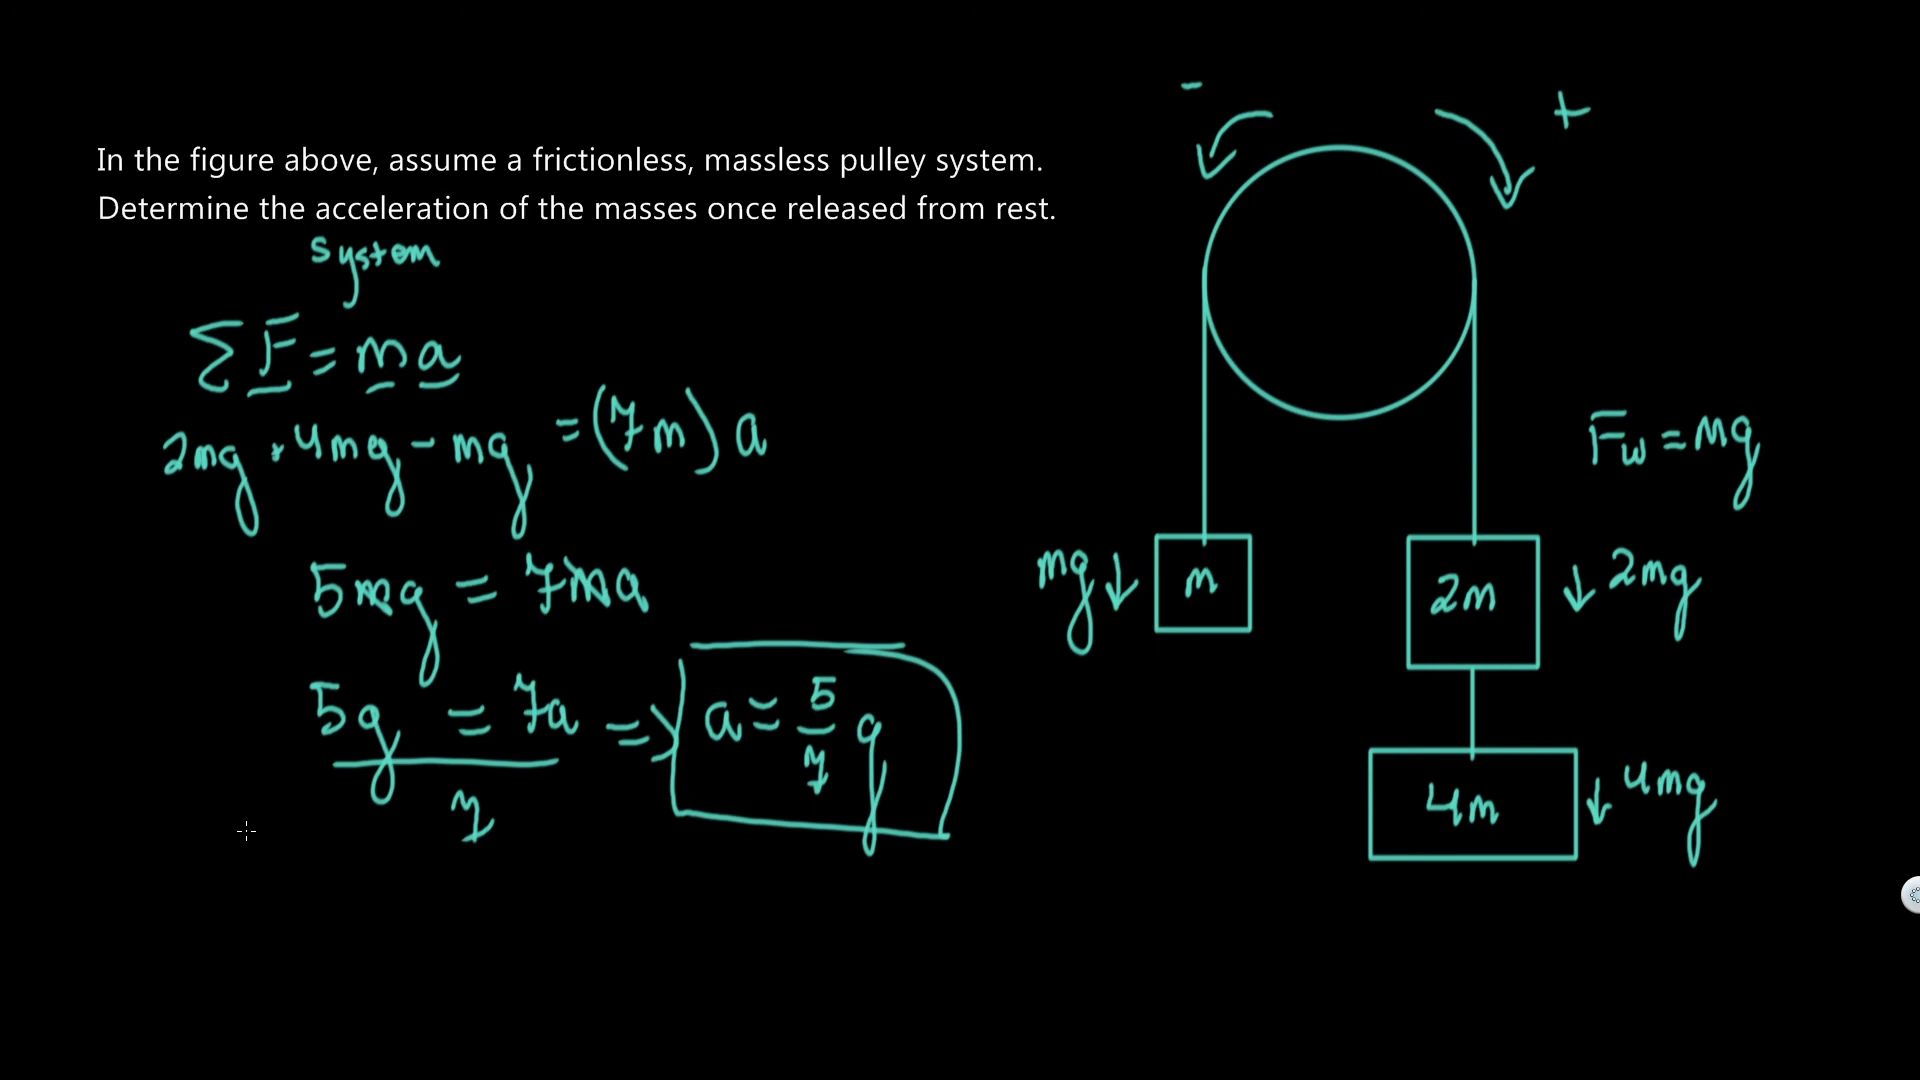 In the figure above, assume a frictionless, massless pulley system.
Determine the acceleration of the masses once released from rest.
system
ΣF = ma
2mg + 4mg - mg = (7m) a
5mg = 7ma
5g = 7a => a = 5/7 g
7
- +
Fw = mg
mg ↓ m
2m ↓ 2mg
4m ↓ 4mg